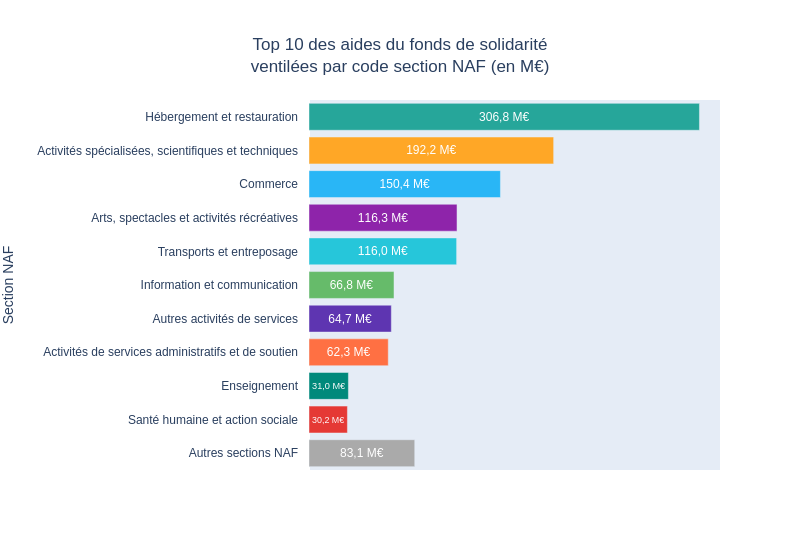 Top 10 des aides du fonds de solidarité
ventilées par code section NAF (en M€)
Section NAF
Hébergement et restauration 306,8 M€
Activités spécialisées, scientifiques et techniques 192,2 M€
Commerce 150,4 M€
Arts, spectacles et activités récréatives 116,3 M€
Transports et entreposage 116,0 M€
Information et communication 66,8 M€
Autres activités de services 64,7 M€
Activités de services administratifs et de soutien 62,3 M€
Enseignement 31,0 M€
Santé humaine et action sociale 30,2 M€
Autres sections NAF 83,1 M€